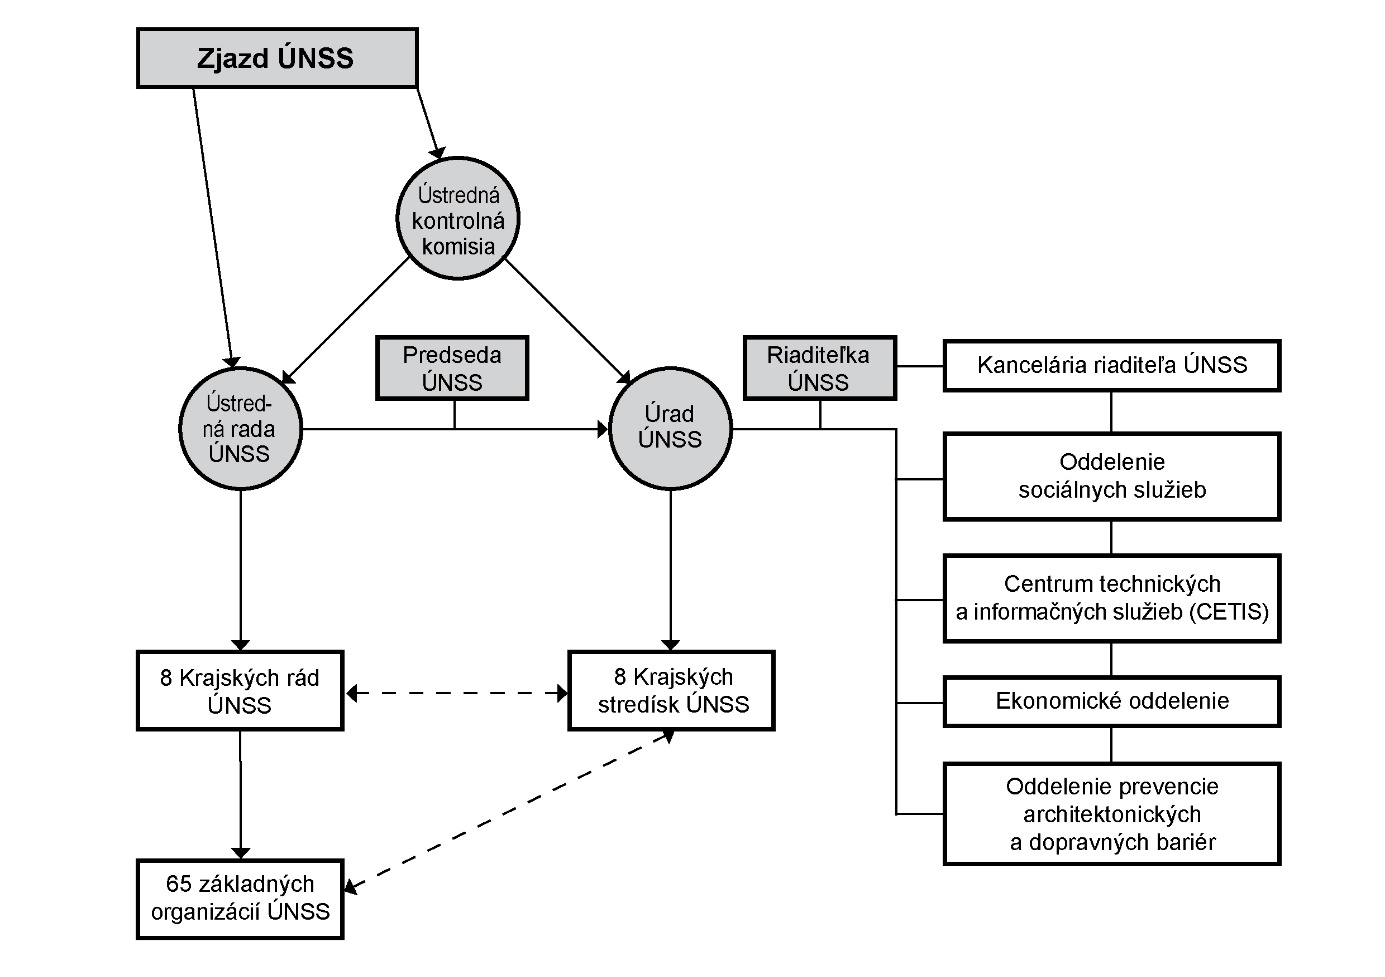 Zjazd ÚNSS
Ústredná
kontrolná
komisia
Predseda
ÚNSS
Riaditeľka
ÚNSS
Kancelária riaditeľa ÚNSS
Ústred-
ná rada
ÚNSS
Úrad
ÚNSS
Oddelenie
sociálnych služieb
Centrum technických
a informačných služieb (CETIS)
8 Krajských rád
ÚNSS
8 Krajských
stredísk ÚNSS
Ekonomické oddelenie
Oddelenie prevencie
architektonických
a dopravných bariér
65 základných
organizácií ÚNSS